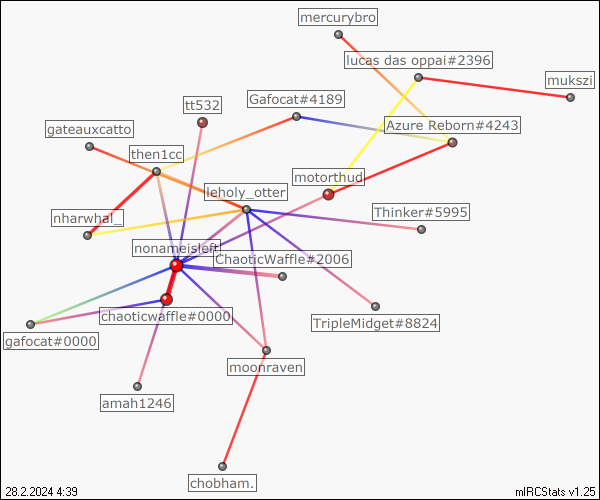 mercurybro
lucas das oppai#2396
mukszi
Gafocat#4189
tt532
Azure Reborn#4243
gateauxcatto
then1cc
motorthud
leholy_otter
Thinker#5995
nharwhal_
nonameisleft
ChaoticWaffle#2006
chaoticwaffle#0000
TripleMidget#8824
gafocat#0000
moonraven
amah1246
chobham.
28.2.2024 4:39
mIRCStats v1.25